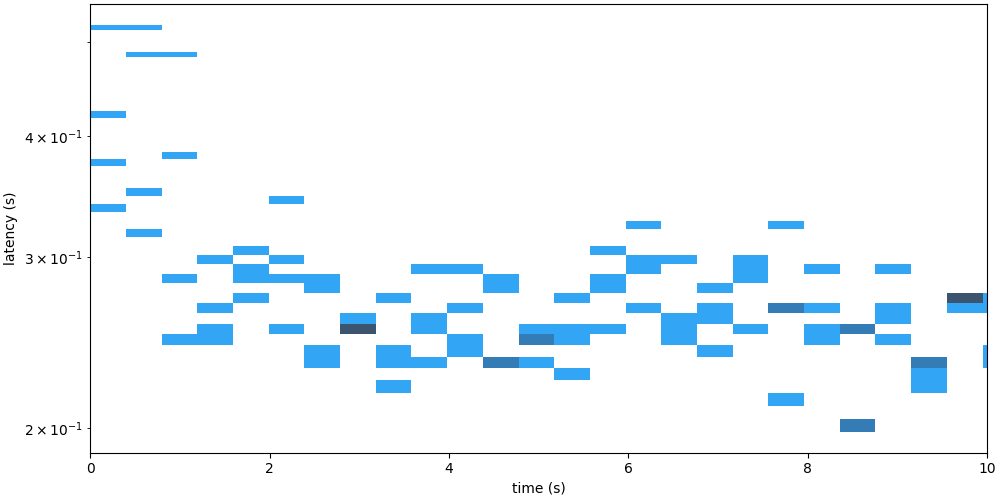 4 × 10⁻¹
3 × 10⁻¹
2 × 10⁻¹
latency (s)
0 2 4 6 8 10
time (s)